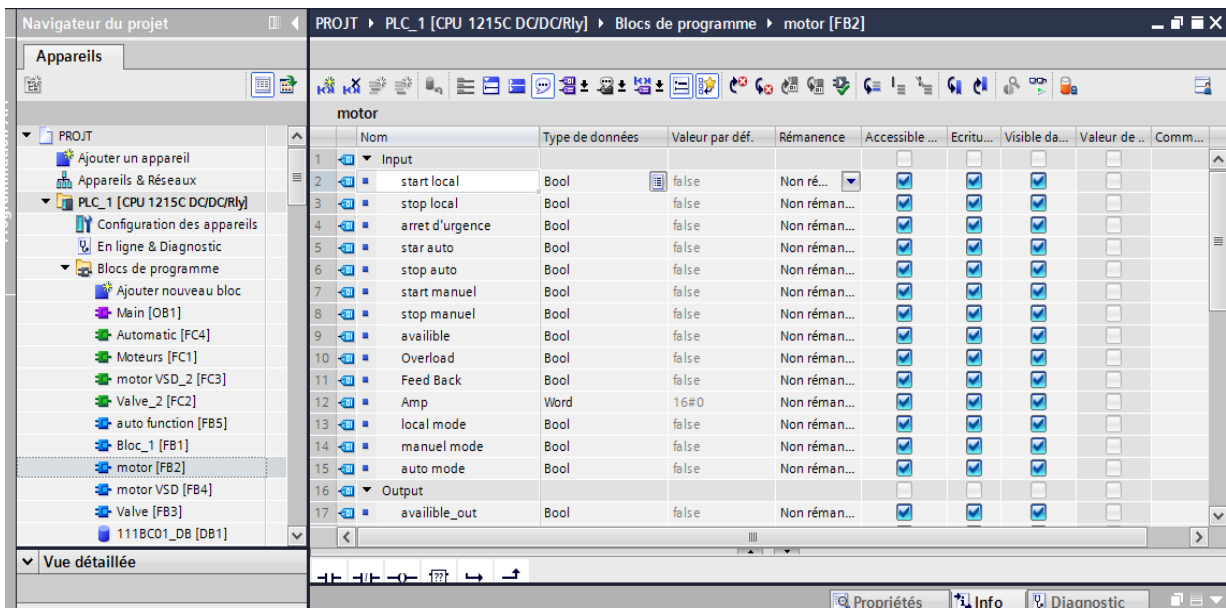 Navigateur du projet
PROJT ▸ PLC_1 [CPU 1215C DC/DC/Rly] ▸ Blocs de programme ▸ motor [FB2]
Appareils
motor
Nom Type de données Valeur par déf. Rémanence Accessible ... Ecritu... Visible da... Valeur de .. Comm...
PROJT
Ajouter un appareil
Appareils & Réseaux
PLC_1 [CPU 1215C DC/DC/Rly]
Configuration des appareils
En ligne & Diagnostic
Blocs de programme
Ajouter nouveau bloc
Main [OB1]
Automatic [FC4]
Moteurs [FC1]
motor VSD_2 [FC3]
Valve_2 [FC2]
auto function [FB5]
Bloc_1 [FB1]
motor [FB2]
motor VSD [FB4]
Valve [FB3]
111BC01_DB [DB1]
1 Input
2 start local Bool false Non ré...
3 stop local Bool false Non réman...
4 arret d'urgence Bool false Non réman...
5 star auto Bool false Non réman...
6 stop auto Bool false Non réman...
7 start manuel Bool false Non réman...
8 stop manuel Bool false Non réman...
9 availible Bool false Non réman...
10 Overload Bool false Non réman...
11 Feed Back Bool false Non réman...
12 Amp Word 16#0 Non réman...
13 local mode Bool false Non réman...
14 manuel mode Bool false Non réman...
15 auto mode Bool false Non réman...
16 Output
17 availible_out Bool false Non réman...
Vue détaillée
??
Propriétés Info Diagnostic